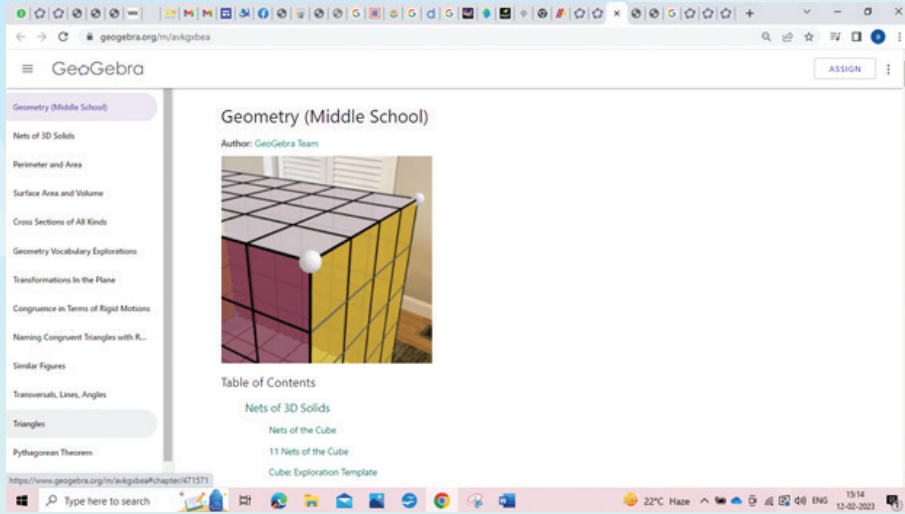 geogebra.org/m/avkgxbea
GeoGebra
ASSIGN
Geometry (Middle School)
Nets of 3D Solids
Perimeter and Area
Surface Area and Volume
Cross Sections of All Kinds
Geometry Vocabulary Explorations
Transformations In the Plane
Congruence in Terms of Rigid Motions
Naming Congruent Triangles with R...
Similar Figures
Transversals, Lines, Angles
Triangles
Pythagorean Theorem
https://www.geogebra.org/m/avkgxbea#chapter/471571
Geometry (Middle School)
Author: GeoGebra Team
Table of Contents
Nets of 3D Solids
Nets of the Cube
11 Nets of the Cube
Cube: Exploration Template
Type here to search
22°C Haze
ENG
15:14
12-02-2023